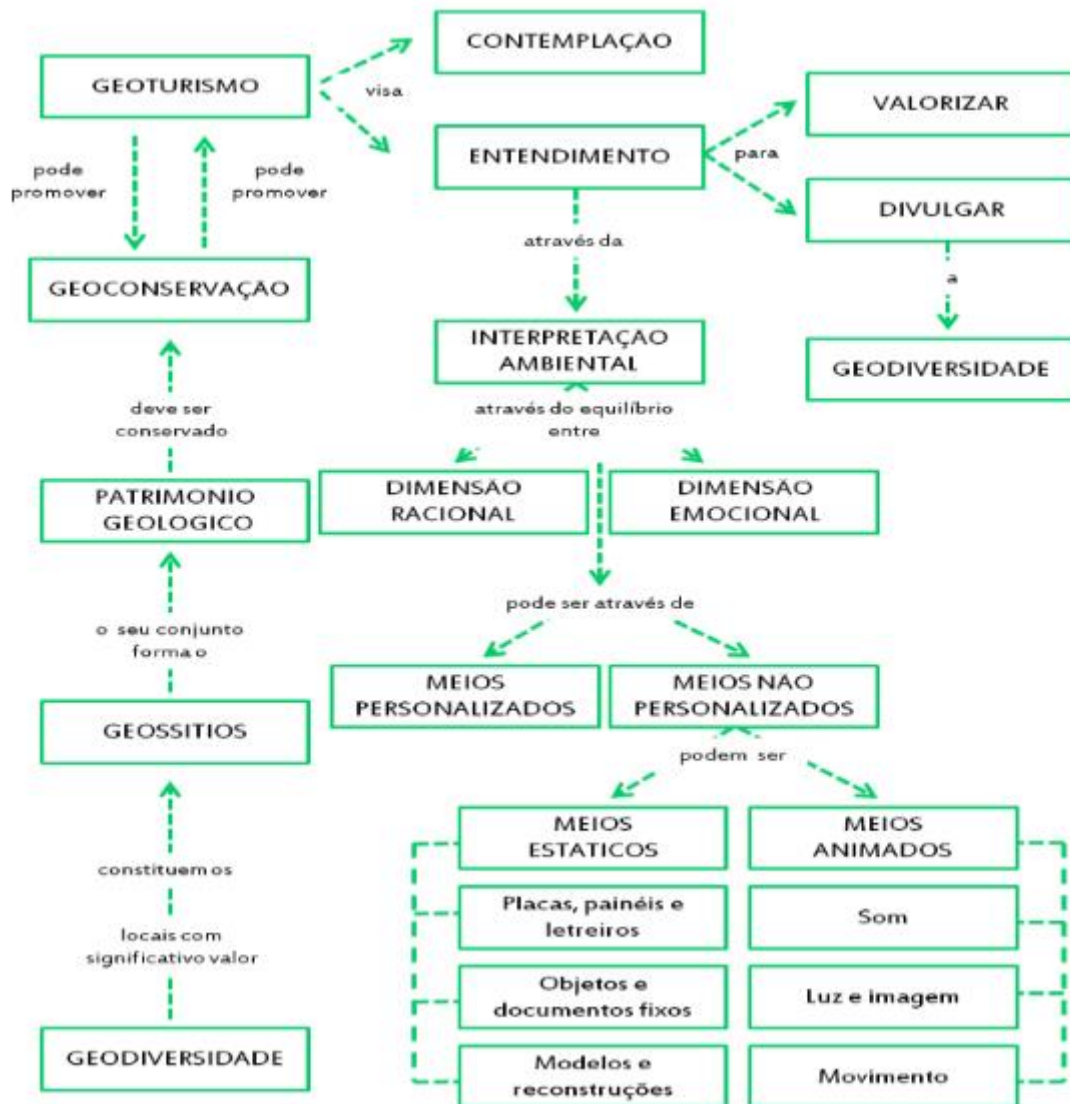 CONTEMPLAÇÃO
GEOTURISMO
visa
VALORIZAR
ENTENDIMENTO
para
pode
promover
pode
promover
DIVULGAR
através da
GEOCONSERVAÇÃO
a
INTERPRETAÇÃO
AMBIENTAL
GEODIVERSIDADE
deve ser
conservado
através do equilíbrio
entre
PATRIMONIO
GEOLOGICO
DIMENSÃO
RACIONAL
DIMENSÃO
EMOCIONAL
pode ser através de
o seu conjunto
forma o
MEIOS
PERSONALIZADOS
MEIOS NÃO
PERSONALIZADOS
GEOSSITIOS
podem ser
MEIOS
ESTATICOS
MEIOS
ANIMADOS
constituem os
Placas, painéis e
letreiros
Som
locais com
significativo valor
Objetos e
documentos fixos
Luz e imagem
GEODIVERSIDADE
Modelos e
reconstruções
Movimento